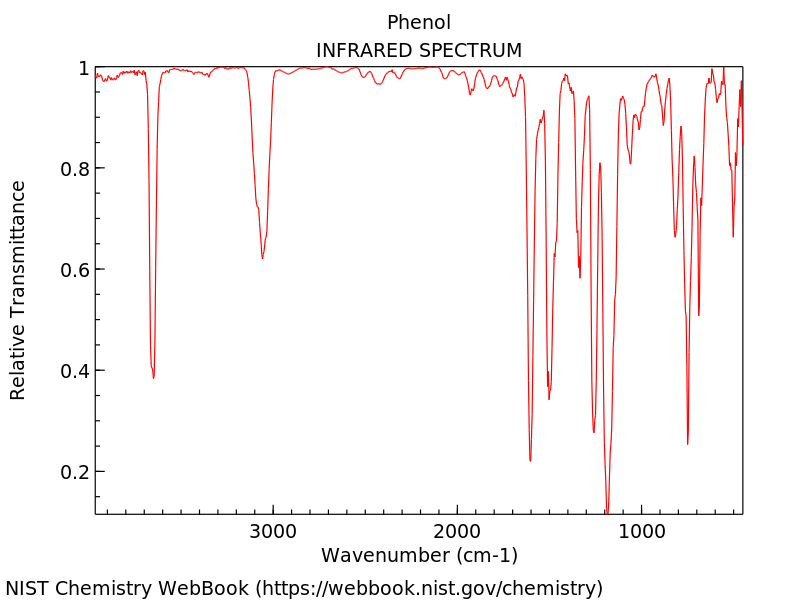 Phenol
INFRARED SPECTRUM
1
0.8
0.6
0.4
0.2
Relative Transmittance
3000 2000 1000
Wavenumber (cm-1)
NIST Chemistry WebBook (https://webbook.nist.gov/chemistry)